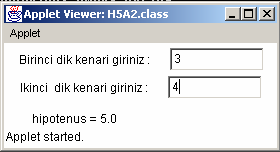 Applet Viewer: H5A2.class
Applet
Birinci dik kenari giriniz : 3
Ikinci dik kenari giriniz : 4
hipotenus = 5.0
Applet started.